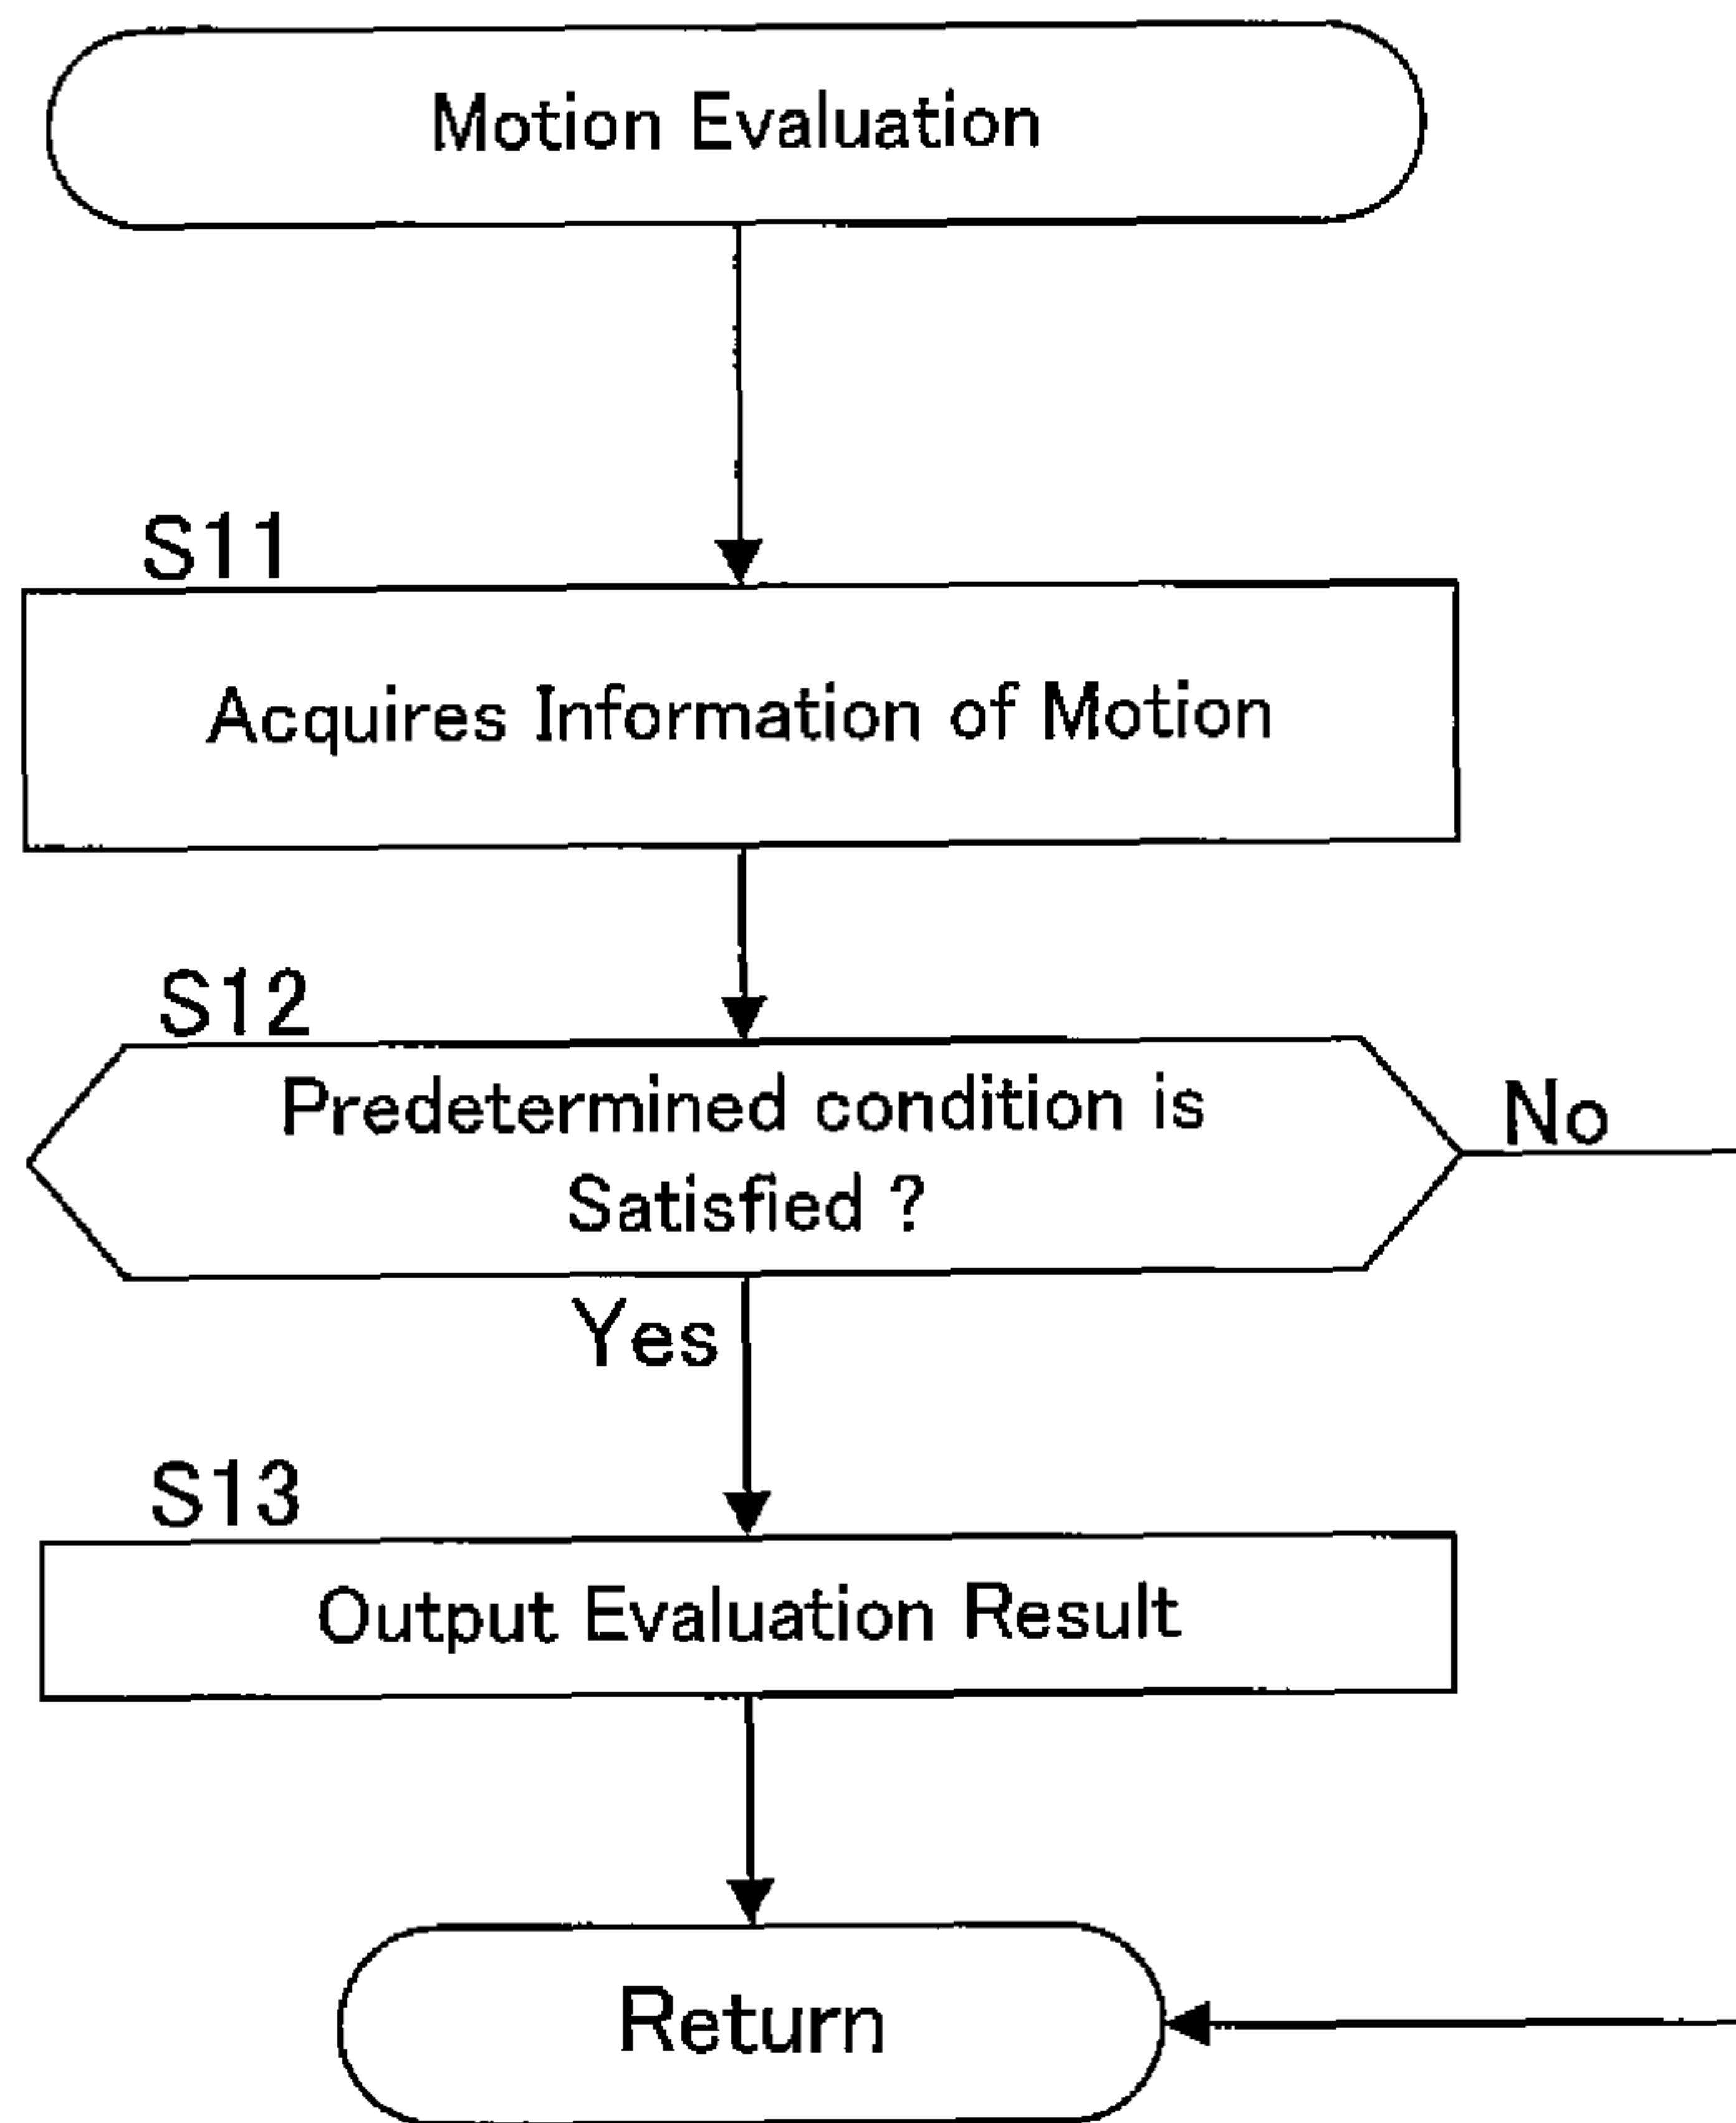 Motion Evaluation
S11
Acquires Information of Motion
S12
Predetermined condition is
Satisfied ?
No
Yes
S13
Output Evaluation Result
Return